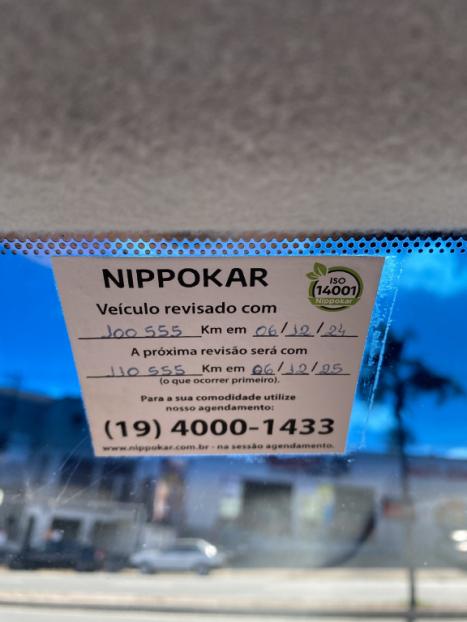 NIPPOKAR
ISO
14001
Nippokar
Veículo revisado com
100 555 Km em 06/12/24
A próxima revisão será com
110 555 Km em 06/12/25
(o que ocorrer primeiro).
Para a sua comodidade utilize
nosso agendamento:
(19) 4000-1433
www.nippokar.com.br - na sessão agendamento.